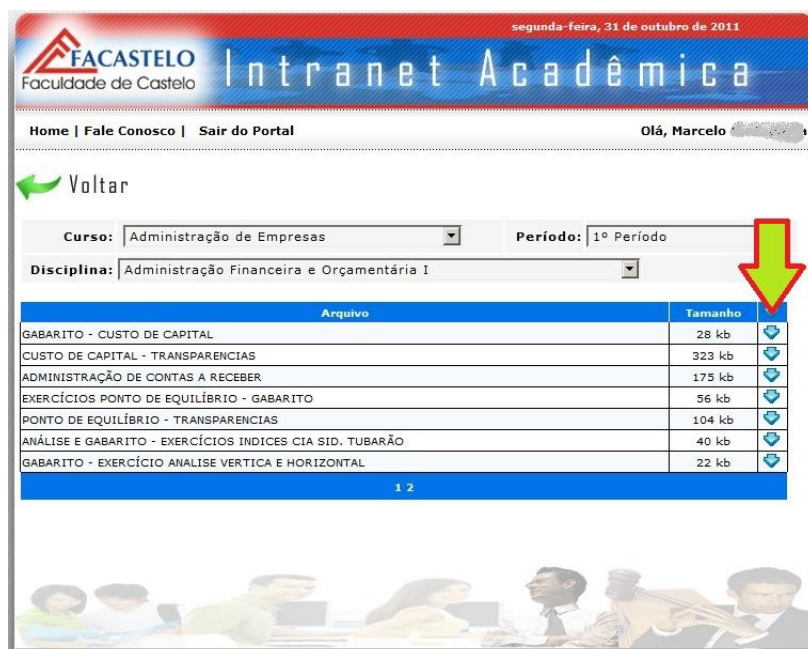 segunda-feira, 31 de outubro de 2011
FACASTELO
Faculdade de Castelo
Intranet Acadêmica
Home | Fale Conosco | Sair do Portal
Olá, Marcelo
Voltar
Curso: Administração de Empresas Período: 1º Período
Disciplina: Administração Financeira e Orçamentária I
Arquivo Tamanho
GABARITO - CUSTO DE CAPITAL 28 kb
CUSTO DE CAPITAL - TRANSPARENCIAS 323 kb
ADMINISTRAÇÃO DE CONTAS A RECEBER 175 kb
EXERCÍCIOS PONTO DE EQUILÍBRIO - GABARITO 56 kb
PONTO DE EQUILÍBRIO - TRANSPARENCIAS 104 kb
ANÁLISE E GABARITO - EXERCÍCIOS INDICES CIA SID. TUBARÃO 40 kb
GABARITO - EXERCÍCIO ANALISE VERTICA E HORIZONTAL 22 kb
1 2